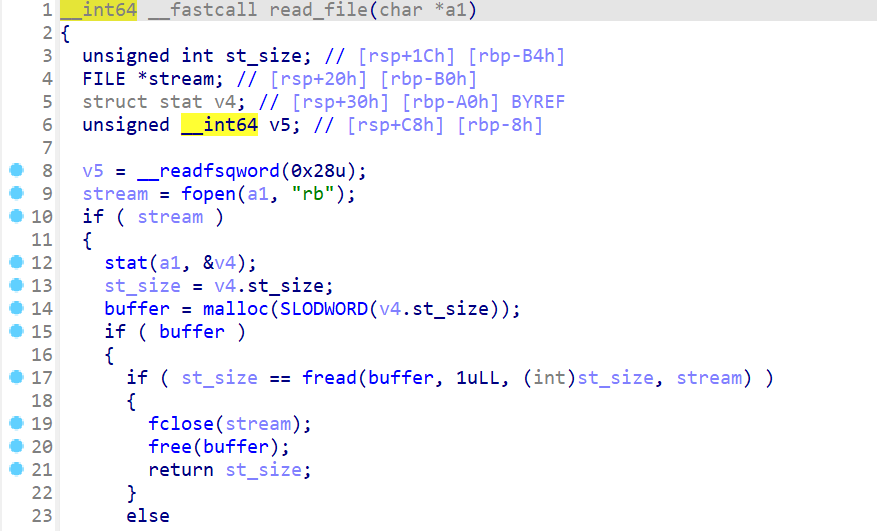 1 __int64 __fastcall read_file(char *a1)
2 {
3 unsigned int st_size; // [rsp+1Ch] [rbp-B4h]
4 FILE *stream; // [rsp+20h] [rbp-B0h]
5 struct stat v4; // [rsp+30h] [rbp-A0h] BYREF
6 unsigned __int64 v5; // [rsp+C8h] [rbp-8h]
7
8 v5 = __readfsqword(0x28u);
9 stream = fopen(a1, "rb");
10 if ( stream )
11 {
12 stat(a1, &v4);
13 st_size = v4.st_size;
14 buffer = malloc(SLODWORD(v4.st_size));
15 if ( buffer )
16 {
17 if ( st_size == fread(buffer, 1uLL, (int)st_size, stream) )
18 {
19 fclose(stream);
20 free(buffer);
21 return st_size;
22 }
23 else